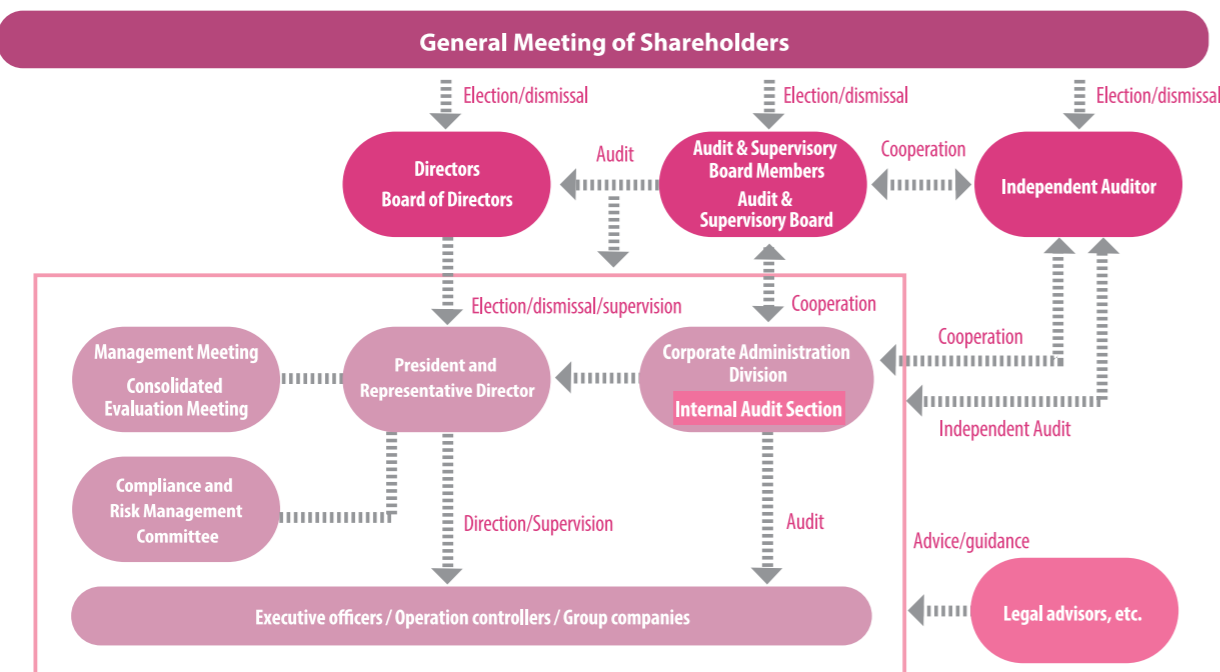 General Meeting of Shareholders
Election/dismissal
Election/dismissal
Election/dismissal
Directors
Board of Directors
Audit
Audit & Supervisory
Board Members
Audit &
Supervisory Board
Cooperation
Independent Auditor
Election/dismissal/supervision
Cooperation
Management Meeting
Consolidated
Evaluation Meeting
President and
Representative Director
Corporate Administration
Division
Internal Audit Section
Cooperation
Independent Audit
Compliance and
Risk Management
Committee
Direction/Supervision
Audit
Advice/guidance
Executive officers / Operation controllers / Group companies
Legal advisors, etc.